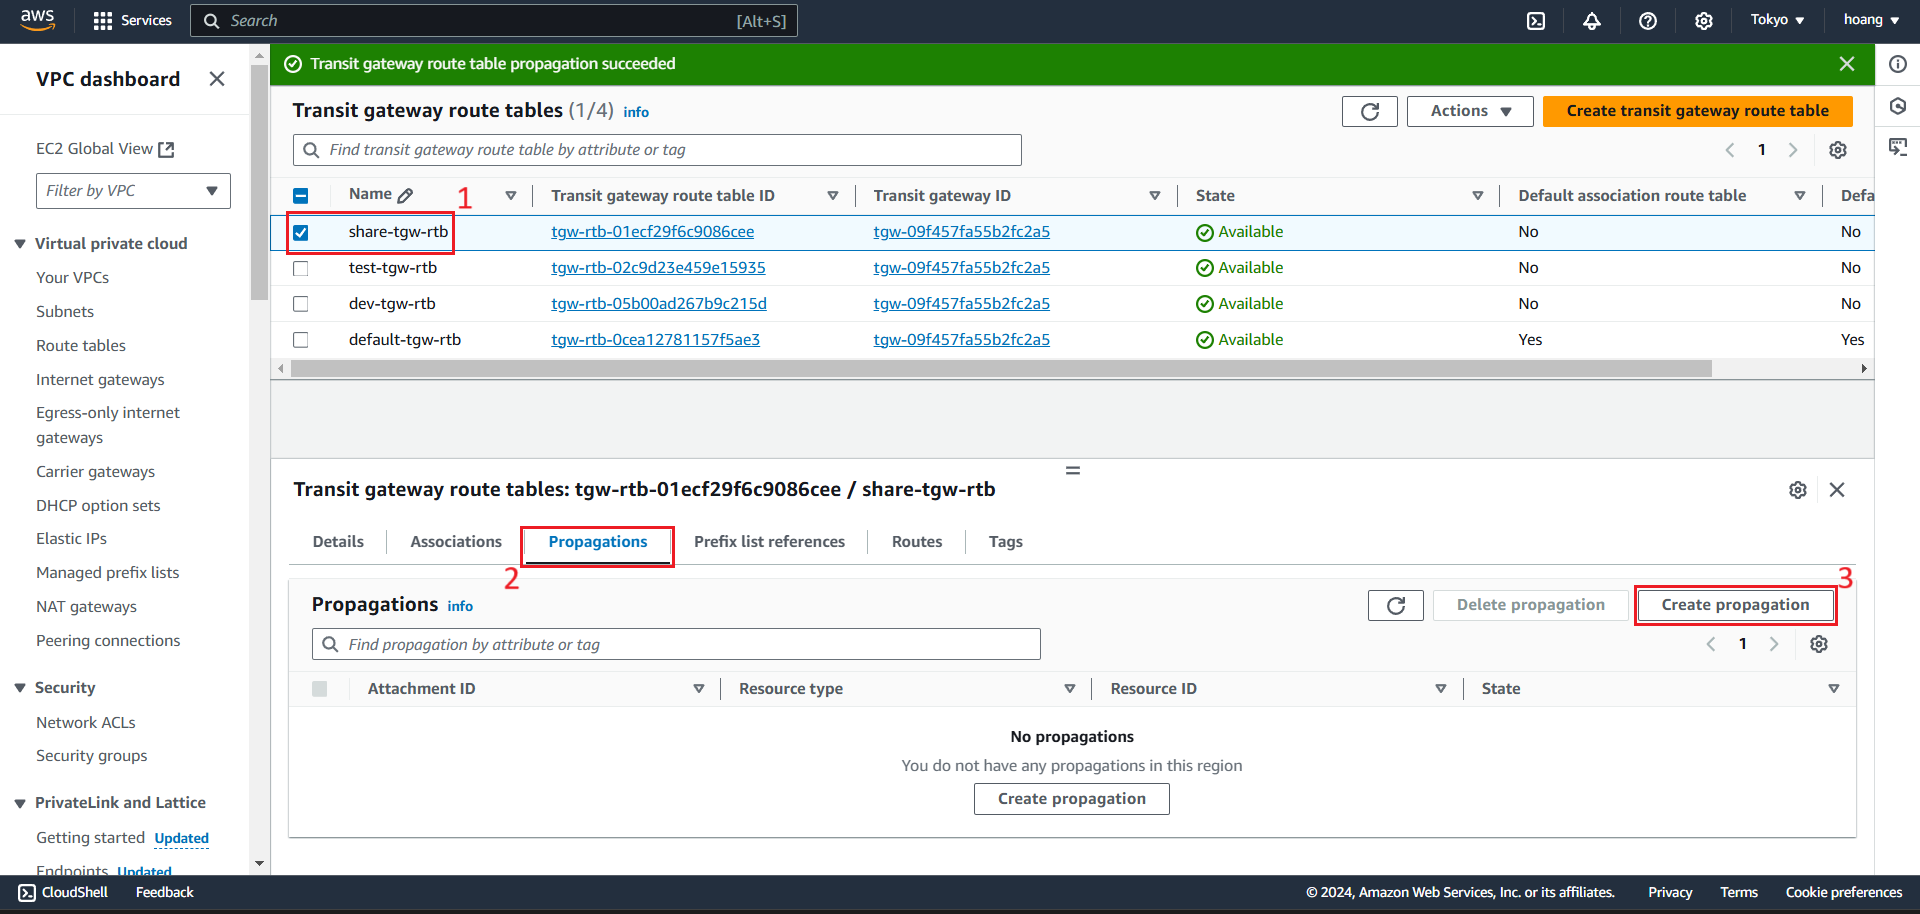 aws Services Search [Alt+S] Tokyo hoang
VPC dashboard
EC2 Global View
Filter by VPC
Virtual private cloud
Your VPCs
Subnets
Route tables
Internet gateways
Egress-only internet
gateways
Carrier gateways
DHCP option sets
Elastic IPs
Managed prefix lists
NAT gateways
Peering connections
Security
Network ACLs
Security groups
PrivateLink and Lattice
Getting started Updated
Endpoints Updated
Transit gateway route table propagation succeeded
Transit gateway route tables (1/4) info Actions Create transit gateway route table
Find transit gateway route table by attribute or tag 1
Name 1 Transit gateway route table ID Transit gateway ID State Default association route table Defa
share-tgw-rtb tgw-rtb-01ecf29f6c9086cee tgw-09f457fa55b2fc2a5 Available No No
test-tgw-rtb tgw-rtb-02c9d23e459e15935 tgw-09f457fa55b2fc2a5 Available No No
dev-tgw-rtb tgw-rtb-05b00ad267b9c215d tgw-09f457fa55b2fc2a5 Available No No
default-tgw-rtb tgw-rtb-0cea12781157f5ae3 tgw-09f457fa55b2fc2a5 Available Yes Yes
Transit gateway route tables: tgw-rtb-01ecf29f6c9086cee / share-tgw-rtb
Details Associations Propagations Prefix list references Routes Tags
2 3
Propagations info Delete propagation Create propagation
Find propagation by attribute or tag 1
Attachment ID Resource type Resource ID State
No propagations
You do not have any propagations in this region
Create propagation
CloudShell Feedback © 2024, Amazon Web Services, Inc. or its affiliates. Privacy Terms Cookie preferences